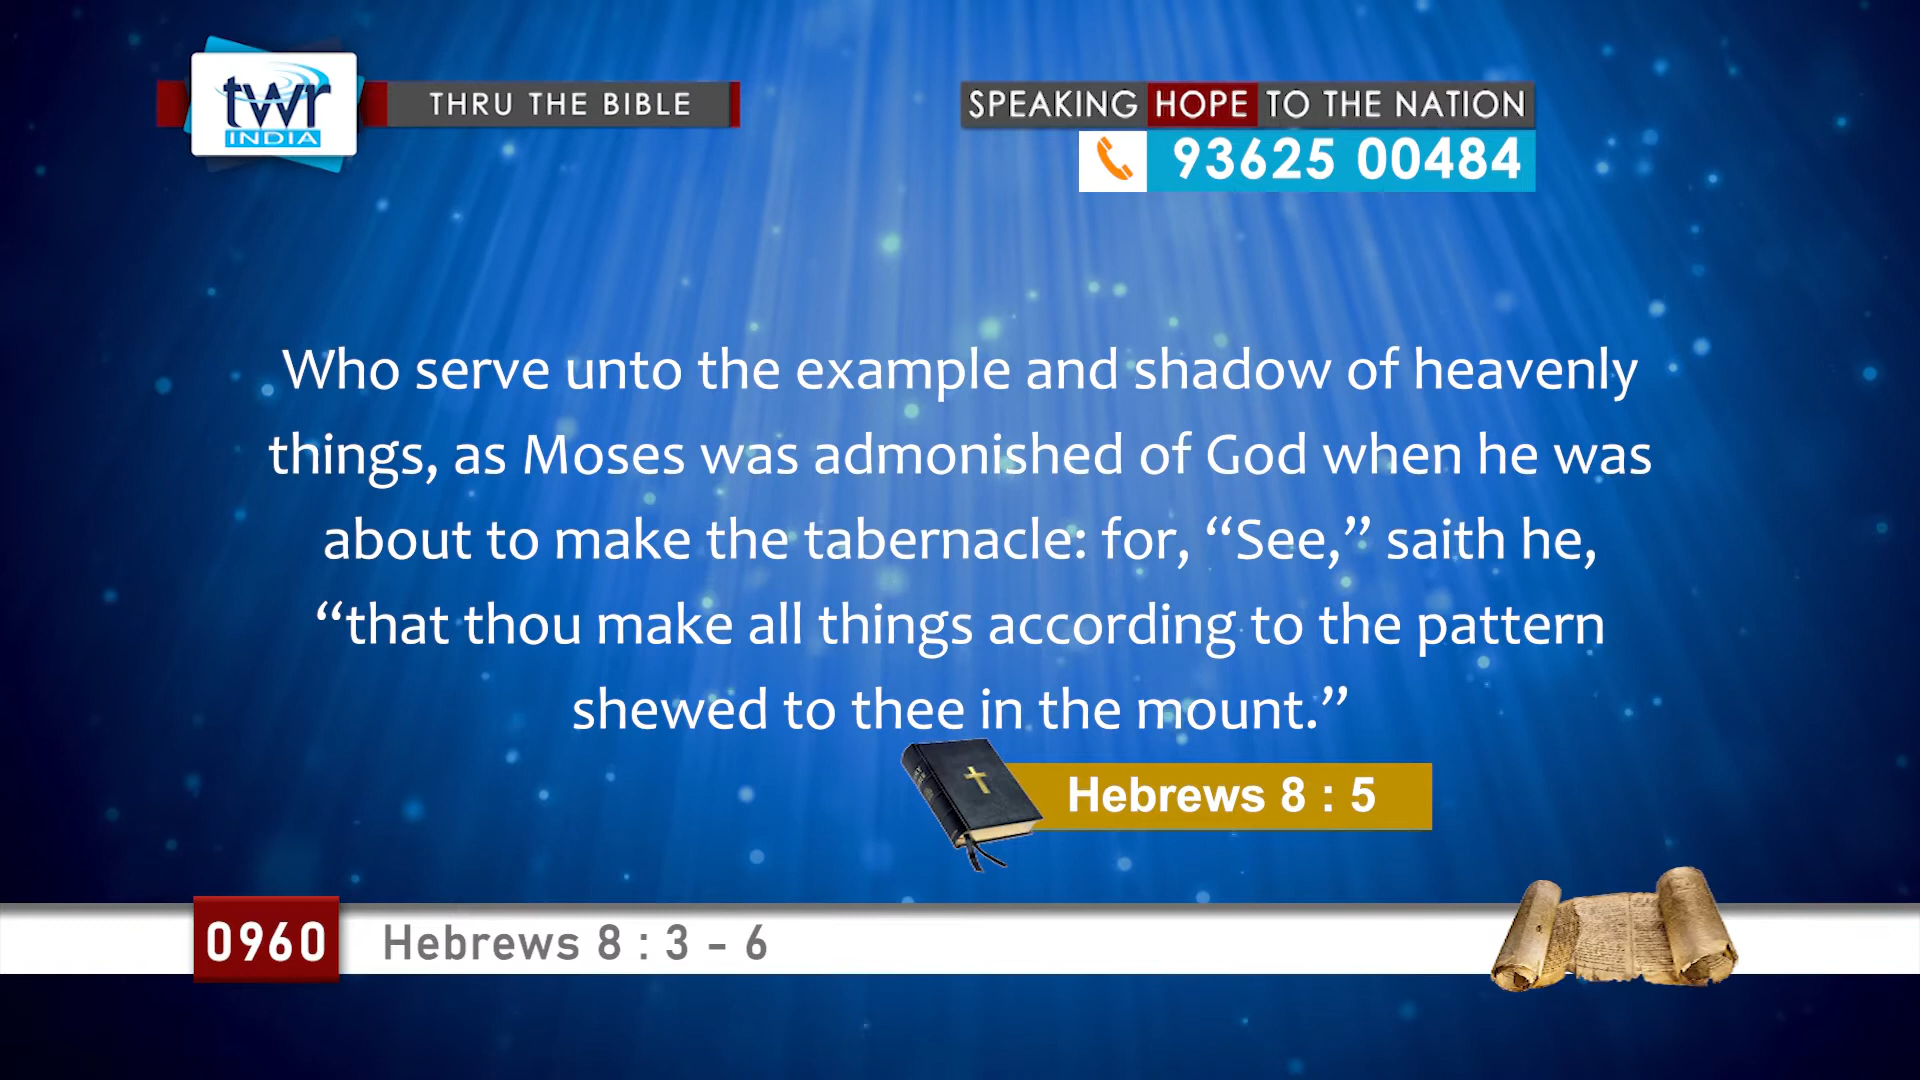 twr
INDIA
THRU THE BIBLE
SPEAKING HOPE TO THE NATION
93625 00484
Who serve unto the example and shadow of heavenly
things, as Moses was admonished of God when he was
about to make the tabernacle: for, “See,” saith he,
“that thou make all things according to the pattern
shewed to thee in the mount.”
Hebrews 8 : 5
0960
Hebrews 8 : 3 - 6